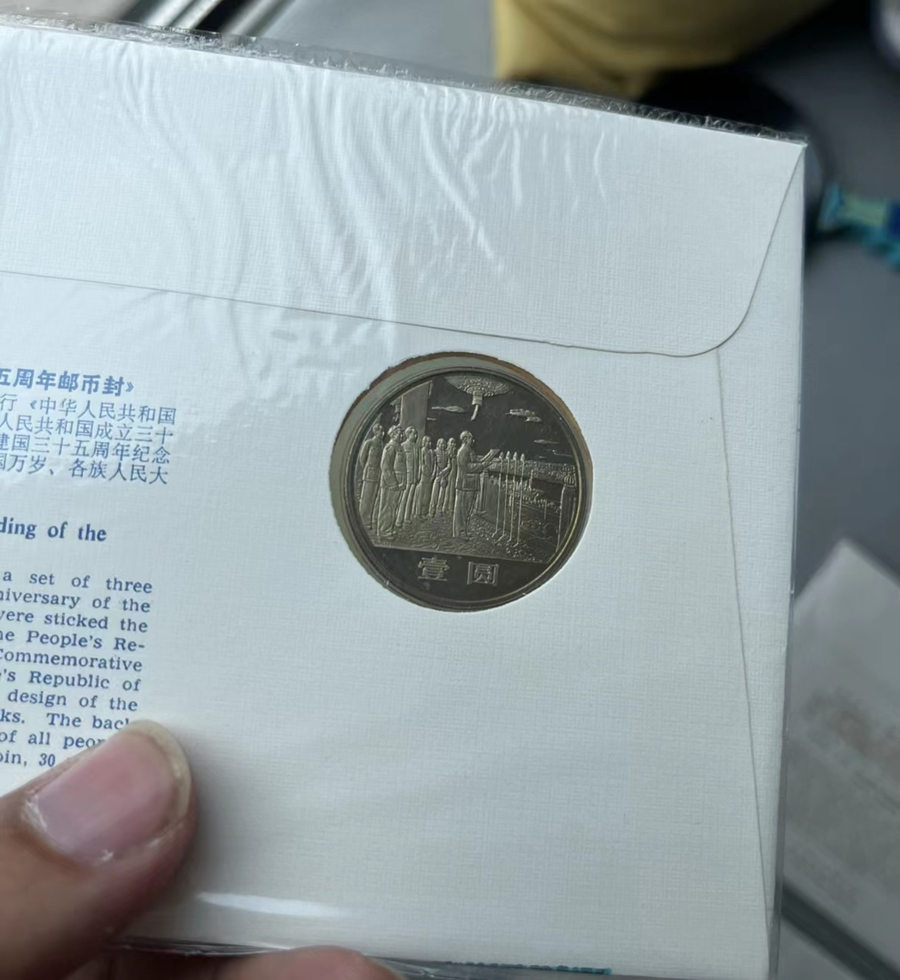 五周年邮币封》
行《中华人民共和国
人民共和国成立三十
建国三十五周年纪念
国万岁、各族人民大
ding of the
a set of three
niversary of the
were sticked the
he People's Re-
Commemorative
's Republic of
design of the
ks. The back
of all peop
oin, 30
壹圆